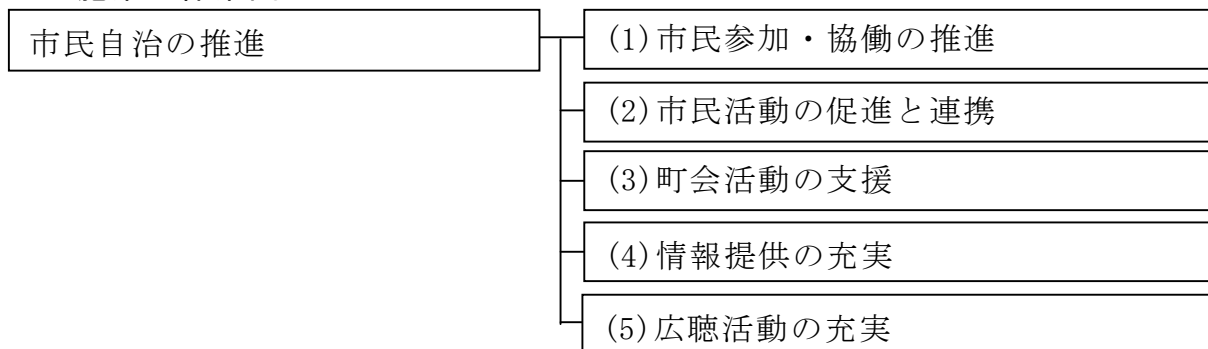 市民自治の推進
(1)市民参加・協働の推進
(2)市民活動の促進と連携
(3)町会活動の支援
(4)情報提供の充実
(5)広聴活動の充実